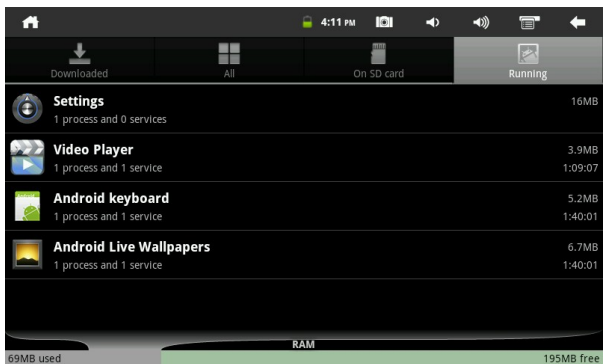 4:11 PM
Downloaded All On SD card Running
Settings 16MB
1 process and 0 services
Video Player 3.9MB
1 process and 1 service 1:09:07
Android keyboard 5.2MB
1 process and 1 service 1:40:01
Android Live Wallpapers 6.7MB
1 process and 1 service 1:40:01
RAM
69MB used 195MB free